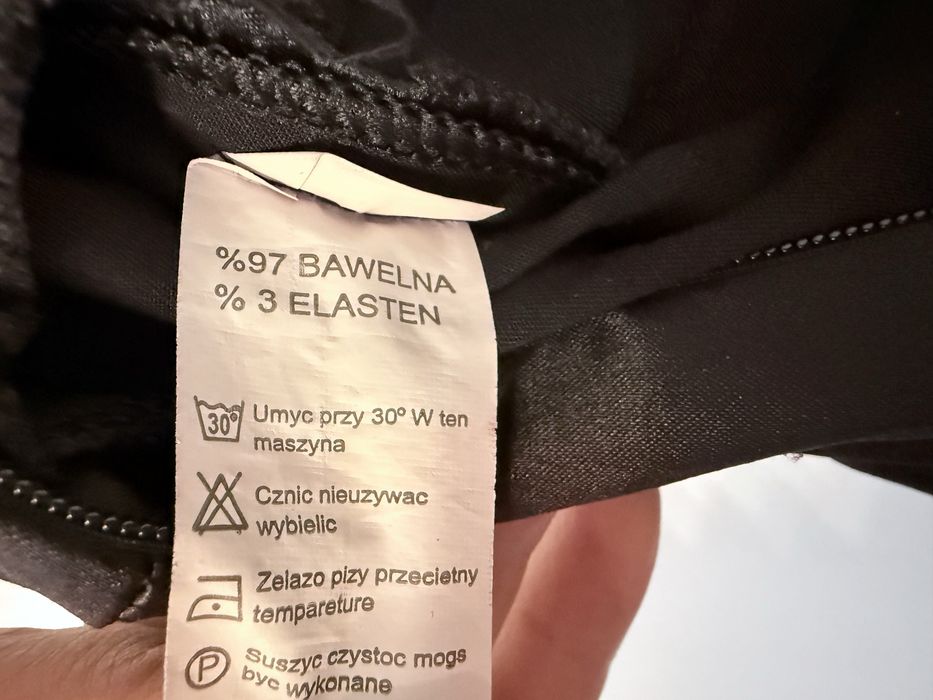 %97 BAWELNA
% 3 ELASTEN
30° Umyc przy 30° W ten
maszyna
Cznic nieuzywac
wybielic
Zelazo pizy przecietny
tempareture
P Suszyc czystoc mogs
byc wykonane